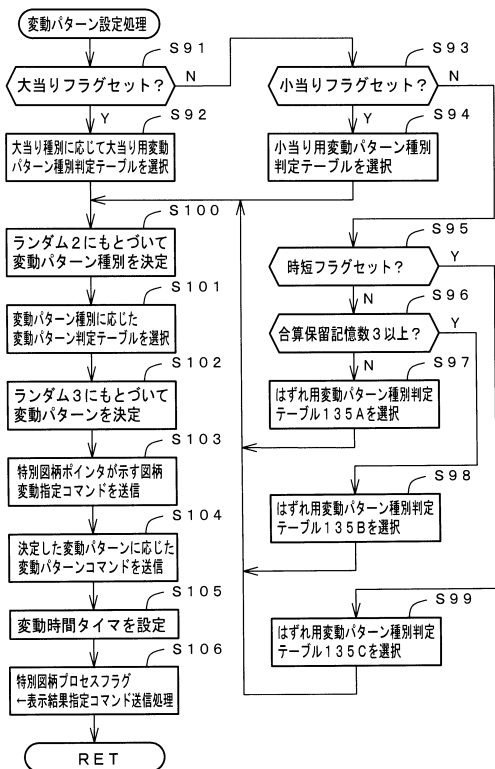 変動パターン設定処理
S91
大当りフラグセット？
N
Y
S92
大当り種別に応じて大当り用変動
パターン種別判定テーブルを選択
S93
小当りフラグセット？
N
Y
S94
小当り用変動パターン種別
判定テーブルを選択
S95
時短フラグセット？
Y
N
S96
合算保留記憶数3以上？
Y
N
S97
はずれ用変動パターン種別判定
テーブル135Aを選択
S98
はずれ用変動パターン種別判定
テーブル135Bを選択
S99
はずれ用変動パターン種別判定
テーブル135Cを選択
S100
ランダム2にもとづいて
変動パターン種別を決定
S101
変動パターン種別に応じた
変動パターン判定テーブルを選択
S102
ランダム3にもとづいて
変動パターンを決定
S103
特別図柄ポインタが示す図柄
変動指定コマンドを送信
S104
決定した変動パターンに応じた
変動パターンコマンドを送信
S105
変動時間タイマを設定
S106
特別図柄プロセスフラグ
←表示結果指定コマンド送信処理
RET